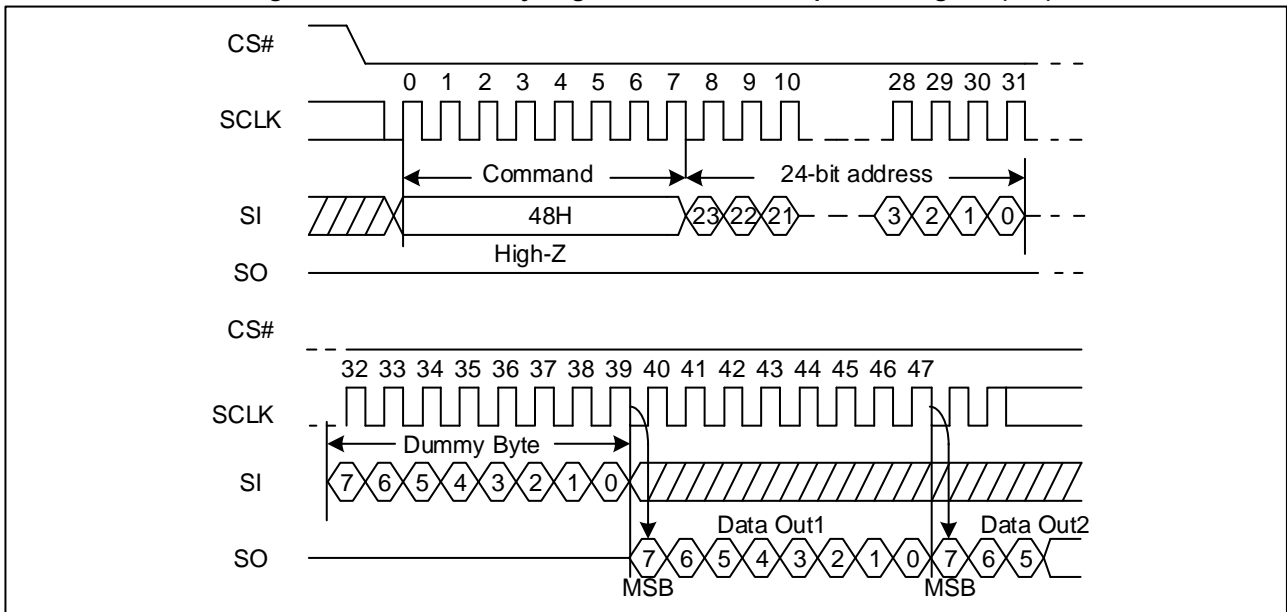 CS#
0 1 2 3 4 5 6 7 8 9 10 28 29 30 31
SCLK
Command 24-bit address
SI 48H 23 22 21 3 2 1 0
High-Z
SO
CS#
32 33 34 35 36 37 38 39 40 41 42 43 44 45 46 47
SCLK
Dummy Byte
SI 7 6 5 4 3 2 1 0
Data Out1 Data Out2
SO 7 6 5 4 3 2 1 0 7 6 5
MSB MSB